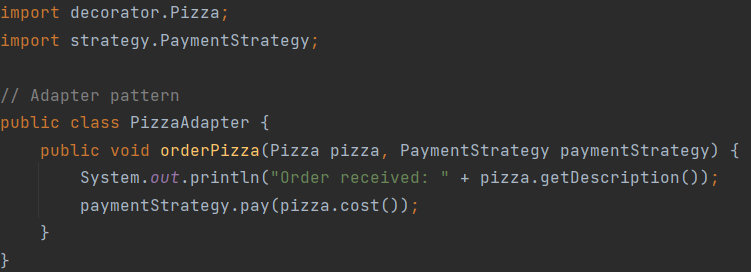 import decorator.Pizza;
import strategy.PaymentStrategy;
// Adapter pattern
public class PizzaAdapter {
public void orderPizza(Pizza pizza, PaymentStrategy paymentStrategy) {
System.out.println("Order received: " + pizza.getDescription());
paymentStrategy.pay(pizza.cost());
}
}